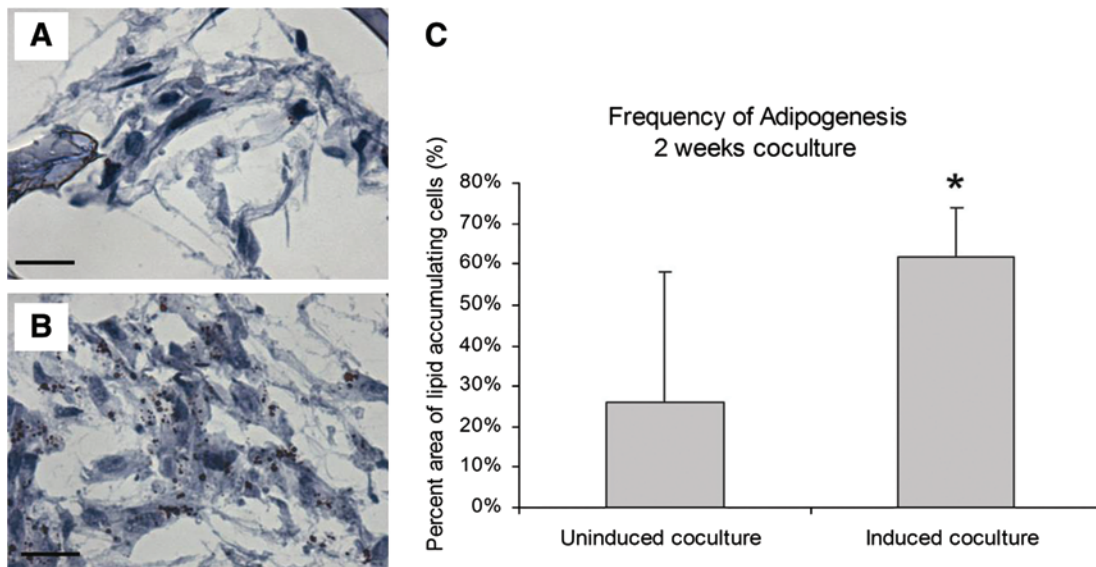 A
B
C
Frequency of Adipogenesis
2 weeks coculture
Percent area of lipid accumulating cells (%)
80%
70%
60%
50%
40%
30%
20%
10%
0%
*
Uninduced coculture
Induced coculture